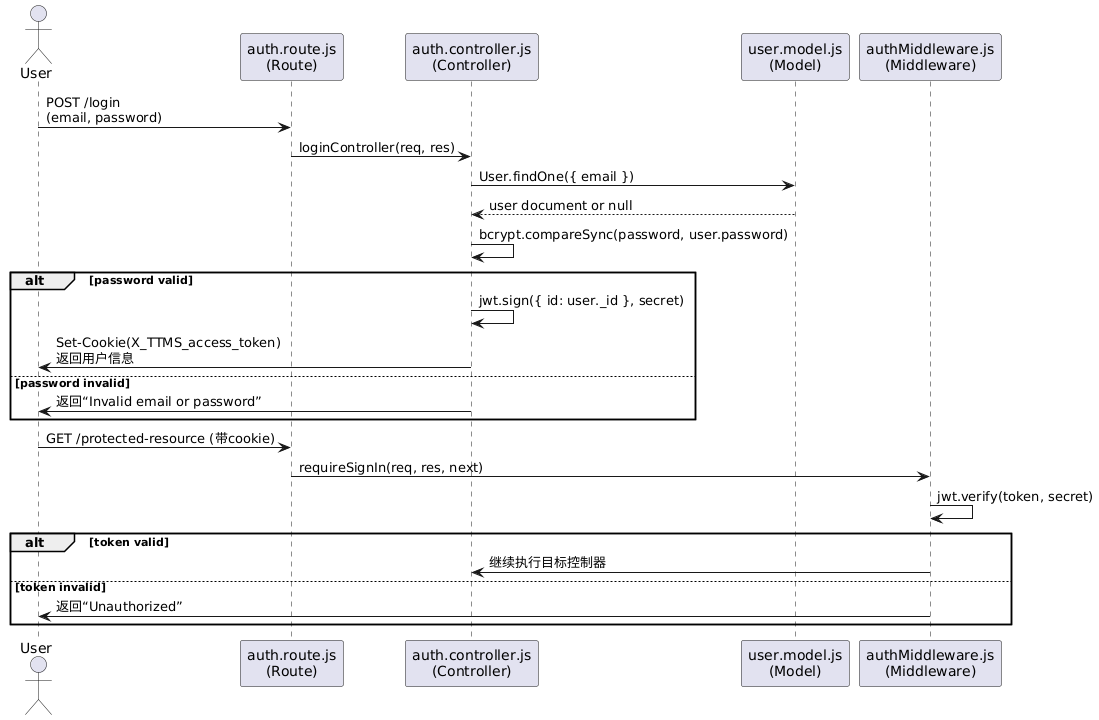 User
auth.route.js
(Route)
auth.controller.js
(Controller)
user.model.js
(Model)
authMiddleware.js
(Middleware)
POST /login
(email, password)
loginController(req, res)
User.findOne({ email })
user document or null
bcrypt.compareSync(password, user.password)
alt
[password valid]
jwt.sign({ id: user._id }, secret)
Set-Cookie(X_TTMS_access_token)
返回用户信息
[password invalid]
返回“Invalid email or password”
GET /protected-resource (带cookie)
requireSignIn(req, res, next)
jwt.verify(token, secret)
alt
[token valid]
继续执行目标控制器
[token invalid]
返回“Unauthorized”
User
auth.route.js
(Route)
auth.controller.js
(Controller)
user.model.js
(Model)
authMiddleware.js
(Middleware)